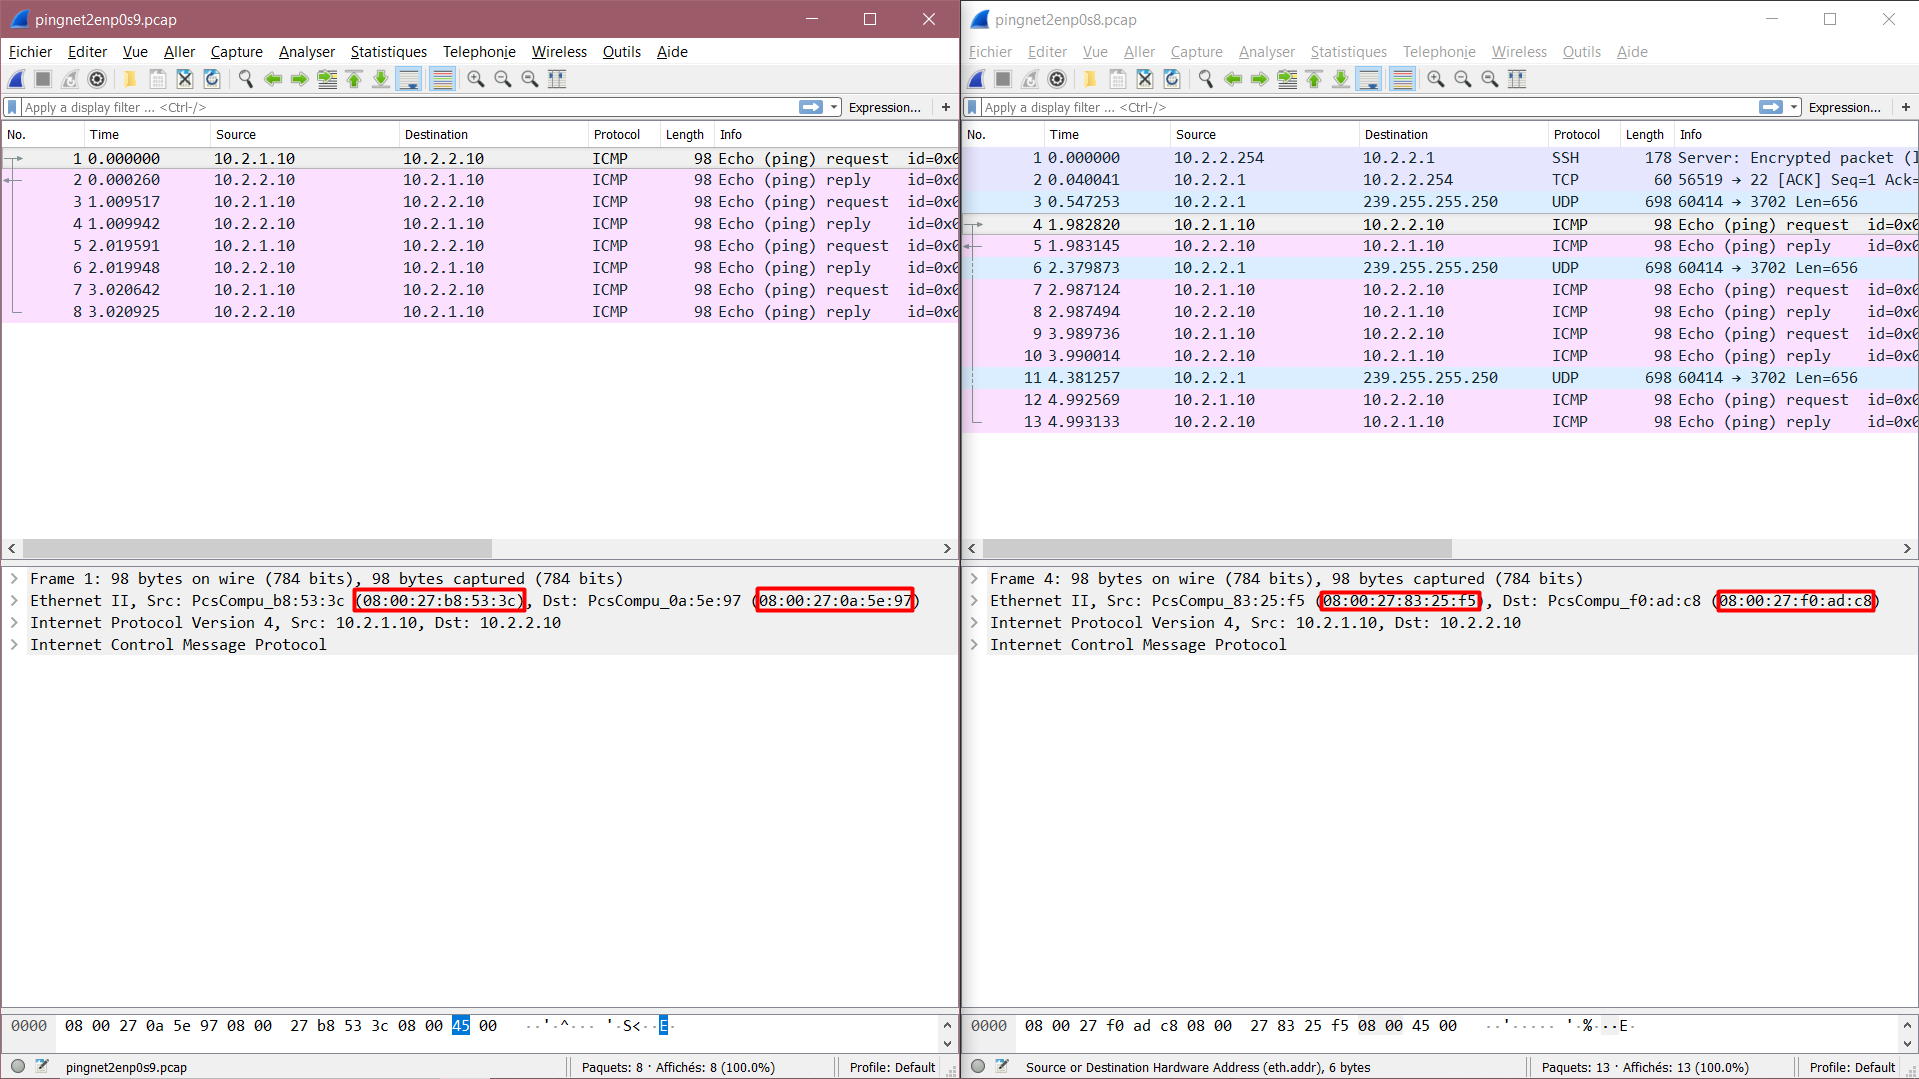 pingnet2enp0s9.pcap
Fichier Editer Vue Aller Capture Analyser Statistiques Telephonie Wireless Outils Aide
Apply a display filter ... <Ctrl-/> Expression... +
No. Time Source Destination Protocol Length Info
1 0.000000 10.2.1.10 10.2.2.10 ICMP 98 Echo (ping) request id=0x0
2 0.000260 10.2.2.10 10.2.1.10 ICMP 98 Echo (ping) reply id=0x0
3 1.009517 10.2.1.10 10.2.2.10 ICMP 98 Echo (ping) request id=0x0
4 1.009942 10.2.2.10 10.2.1.10 ICMP 98 Echo (ping) reply id=0x0
5 2.019591 10.2.1.10 10.2.2.10 ICMP 98 Echo (ping) request id=0x0
6 2.019948 10.2.2.10 10.2.1.10 ICMP 98 Echo (ping) reply id=0x0
7 3.020642 10.2.1.10 10.2.2.10 ICMP 98 Echo (ping) request id=0x0
8 3.020925 10.2.2.10 10.2.1.10 ICMP 98 Echo (ping) reply id=0x0
Frame 1: 98 bytes on wire (784 bits), 98 bytes captured (784 bits)
Ethernet II, Src: PcsCompu_b8:53:3c (08:00:27:b8:53:3c), Dst: PcsCompu_0a:5e:97 (08:00:27:0a:5e:97)
Internet Protocol Version 4, Src: 10.2.1.10, Dst: 10.2.2.10
Internet Control Message Protocol
0000 08 00 27 0a 5e 97 08 00 27 b8 53 3c 08 00 45 00 ··'·^··· '·S<··E·
pingnet2enp0s9.pcap Paquets: 8 · Affichés: 8 (100.0%) Profile: Default
pingnet2enp0s8.pcap
Fichier Editer Vue Aller Capture Analyser Statistiques Telephonie Wireless Outils Aide
Apply a display filter ... <Ctrl-/> Expression... +
No. Time Source Destination Protocol Length Info
1 0.000000 10.2.2.254 10.2.2.1 SSH 178 Server: Encrypted packet (l
2 0.040041 10.2.2.1 10.2.2.254 TCP 60 56519 → 22 [ACK] Seq=1 Ack=
3 0.547253 10.2.2.1 239.255.255.250 UDP 698 60414 → 3702 Len=656
4 1.982820 10.2.1.10 10.2.2.10 ICMP 98 Echo (ping) request id=0x0
5 1.983145 10.2.2.10 10.2.1.10 ICMP 98 Echo (ping) reply id=0x0
6 2.379873 10.2.2.1 239.255.255.250 UDP 698 60414 → 3702 Len=656
7 2.987124 10.2.1.10 10.2.2.10 ICMP 98 Echo (ping) request id=0x0
8 2.987494 10.2.2.10 10.2.1.10 ICMP 98 Echo (ping) reply id=0x0
9 3.989736 10.2.1.10 10.2.2.10 ICMP 98 Echo (ping) request id=0x0
10 3.990014 10.2.2.10 10.2.1.10 ICMP 98 Echo (ping) reply id=0x0
11 4.381257 10.2.2.1 239.255.255.250 UDP 698 60414 → 3702 Len=656
12 4.992569 10.2.1.10 10.2.2.10 ICMP 98 Echo (ping) request id=0x0
13 4.993133 10.2.2.10 10.2.1.10 ICMP 98 Echo (ping) reply id=0x0
Frame 4: 98 bytes on wire (784 bits), 98 bytes captured (784 bits)
Ethernet II, Src: PcsCompu_83:25:f5 (08:00:27:83:25:f5), Dst: PcsCompu_f0:ad:c8 (08:00:27:f0:ad:c8)
Internet Protocol Version 4, Src: 10.2.1.10, Dst: 10.2.2.10
Internet Control Message Protocol
0000 08 00 27 f0 ad c8 08 00 27 83 25 f5 08 00 45 00 ··'····· '·%···E·
Source or Destination Hardware Address (eth.addr), 6 bytes Paquets: 13 · Affichés: 13 (100.0%) Profile: Default